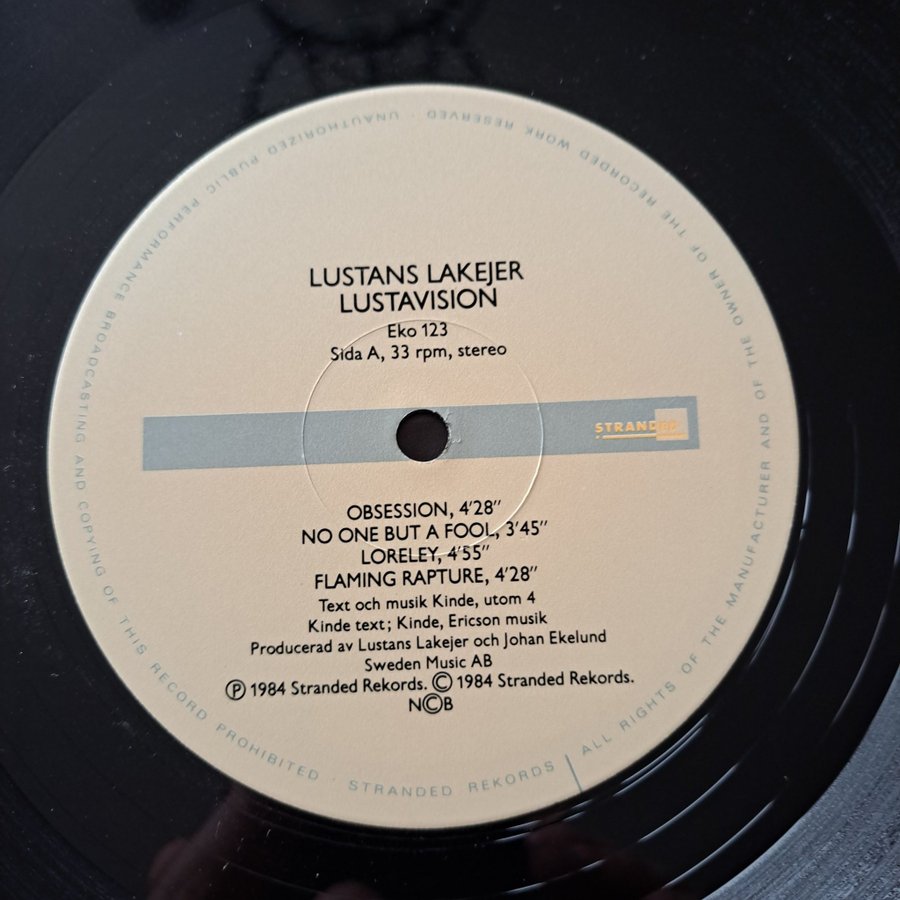 LUSTANS LAKEJER
LUSTAVISION
Eko 123
Sida A, 33 rpm, stereo
STRANDED
OBSESSION, 4'28"
NO ONE BUT A FOOL, 3'45"
LORELEY, 4'55"
FLAMING RAPTURE, 4'28"
Text och musik Kinde, utom 4
Kinde text; Kinde, Ericson musik
Producerad av Lustans Lakejer och Johan Ekelund
Sweden Music AB
Ⓟ 1984 Stranded Rekords. © 1984 Stranded Rekords.
N©B
ALL RIGHTS OF THE MANUFACTURER AND OF THE OWNER OF THE RECORDED WORK RESERVED · UNAUTHORIZED PUBLIC PERFORMANCE BROADCASTING AND COPYING OF THIS RECORD PROHIBITED · STRANDED REKORDS